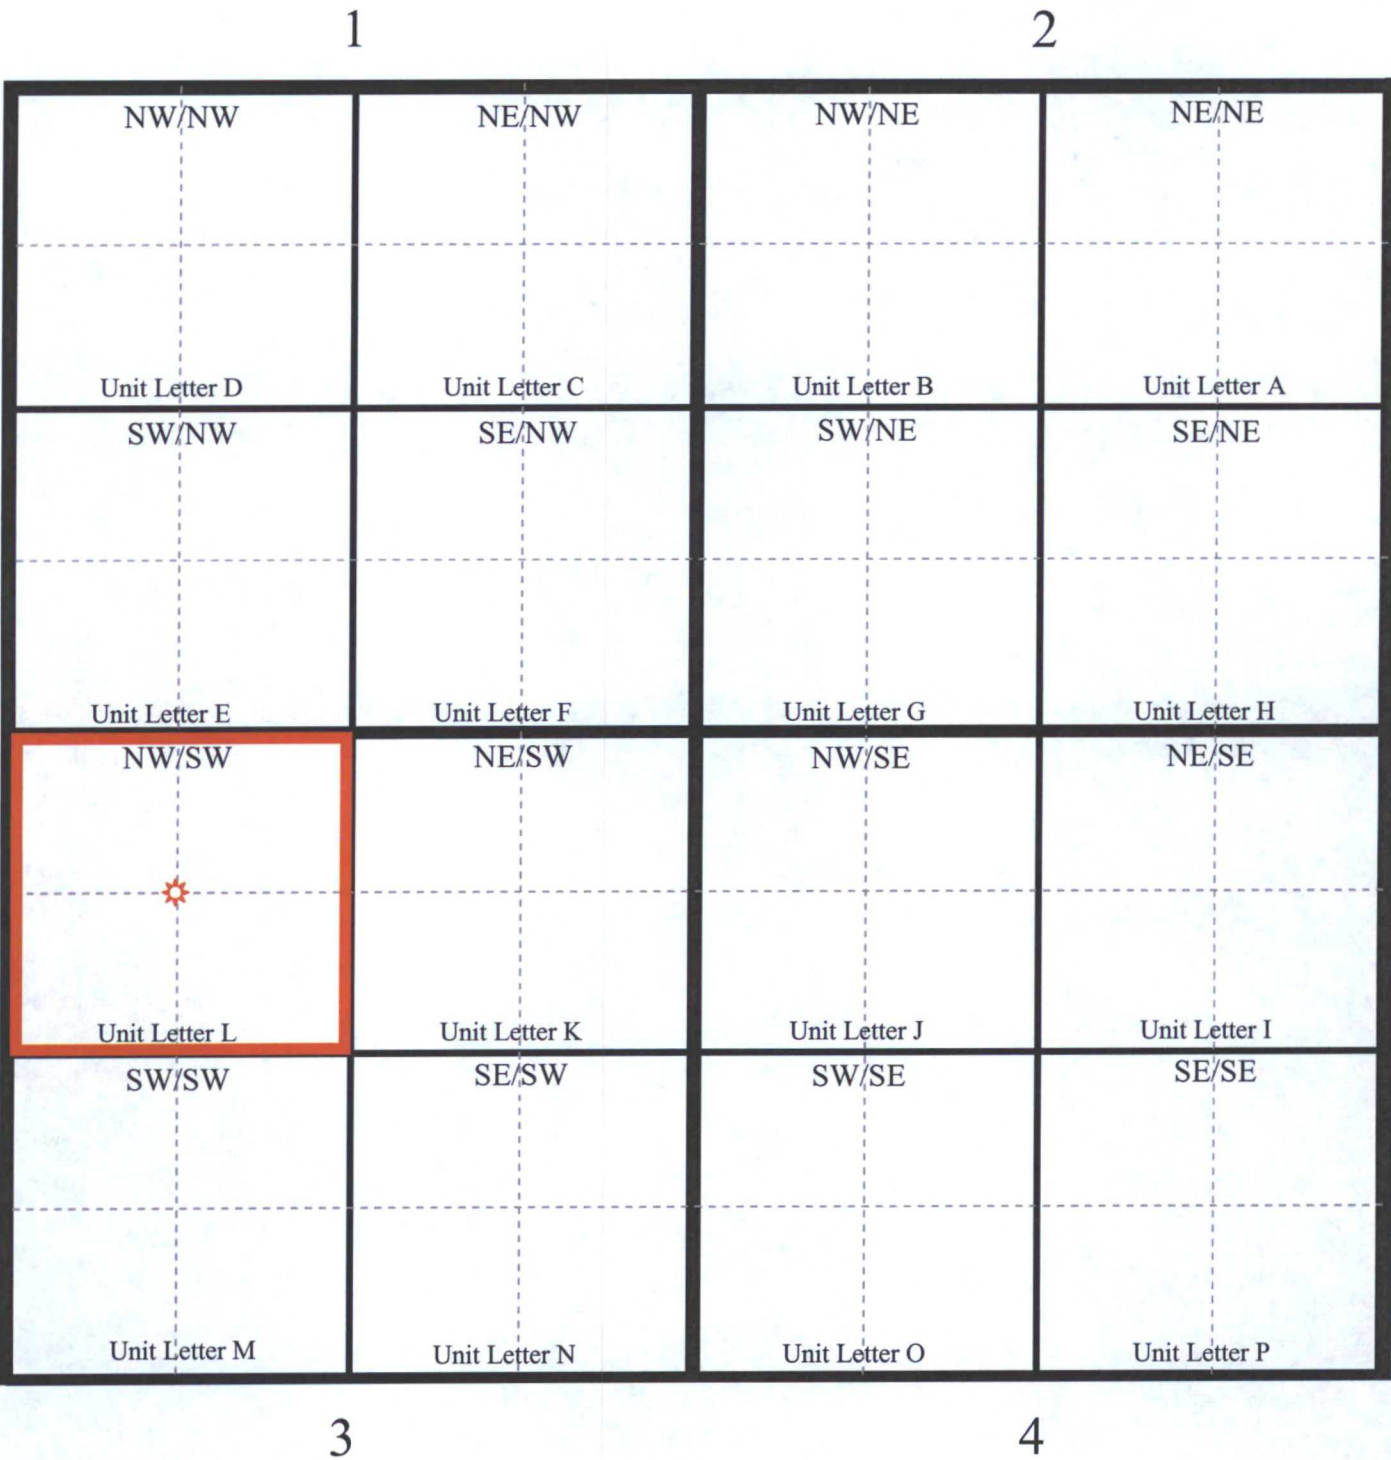 1 2
NW/NW NE/NW NW/NE NE/NE
Unit Letter D Unit Letter C Unit Letter B Unit Letter A
SW/NW SE/NW SW/NE SE/NE
Unit Letter E Unit Letter F Unit Letter G Unit Letter H
NW/SW NE/SW NW/SE NE/SE
Unit Letter L Unit Letter K Unit Letter J Unit Letter I
SW/SW SE/SW SW/SE SE/SE
Unit Letter M Unit Letter N Unit Letter O Unit Letter P
3 4